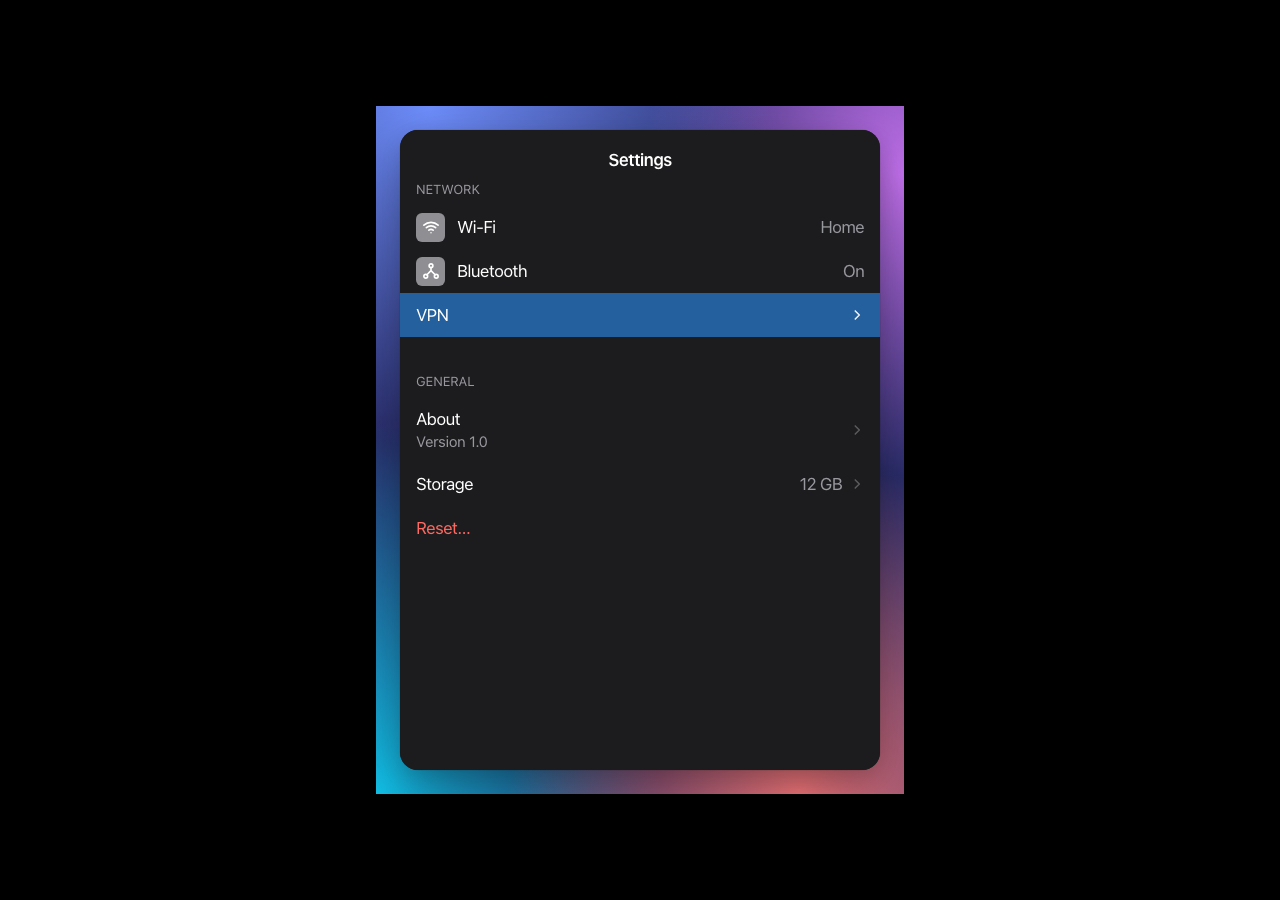 Settings
NETWORK
Wi-Fi Home
Bluetooth On
VPN
GENERAL
About
Version 1.0
Storage 12 GB
Reset…